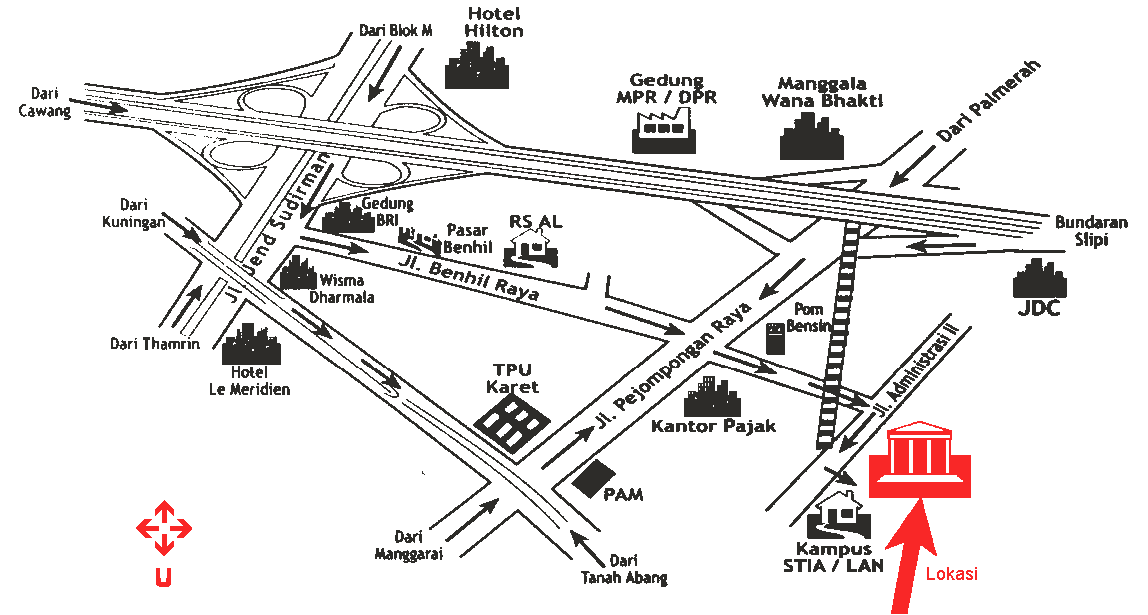 Hotel
Hilton
Dari Blok M
Dari
Cawang
Gedung
MPR / DPR
Manggala
Wana Bhakti
Dari Palmerah
Dari
Kuningan
Jend Sudirman
Gedung
BRI
Pasar
Benhil
RS AL
Bundaran
Slipi
Jl. Benhil Raya
Wisma
Dharmala
JDC
Pom
Bensin
Dari Thamrin
Hotel
Le Meridien
TPU
Karet
Jl. Pejompongan Raya
Jl. Administrasi II
Kantor Pajak
PAM
Dari
Manggarai
Dari
Tanah Abang
Kampus
STIA / LAN
Lokasi
U